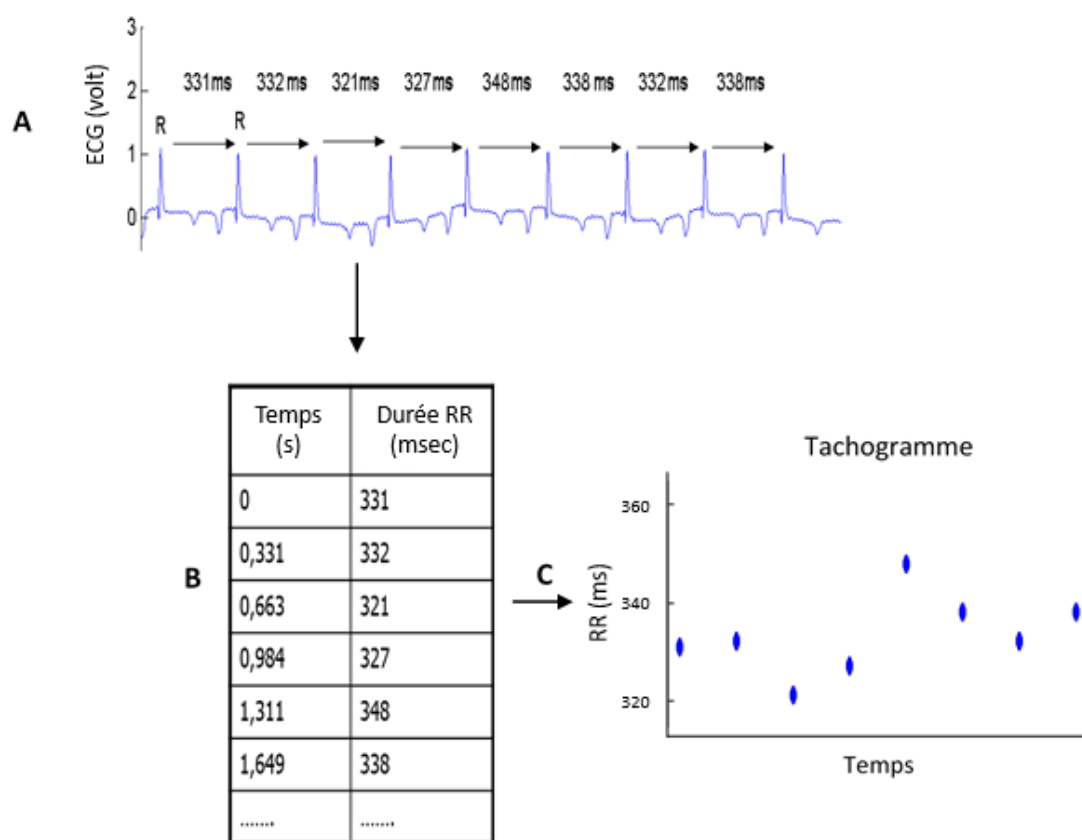 3
331ms 332ms 321ms 327ms 348ms 338ms 332ms 338ms
2
A
ECG (volt)
R R
1
0
Temps (s) Durée RR (msec)
0 331
0,331 332
0,663 321
0,984 327
1,311 348
1,649 338
....... .......
B
C
Tachogramme
360
340
320
RR (ms)
Temps